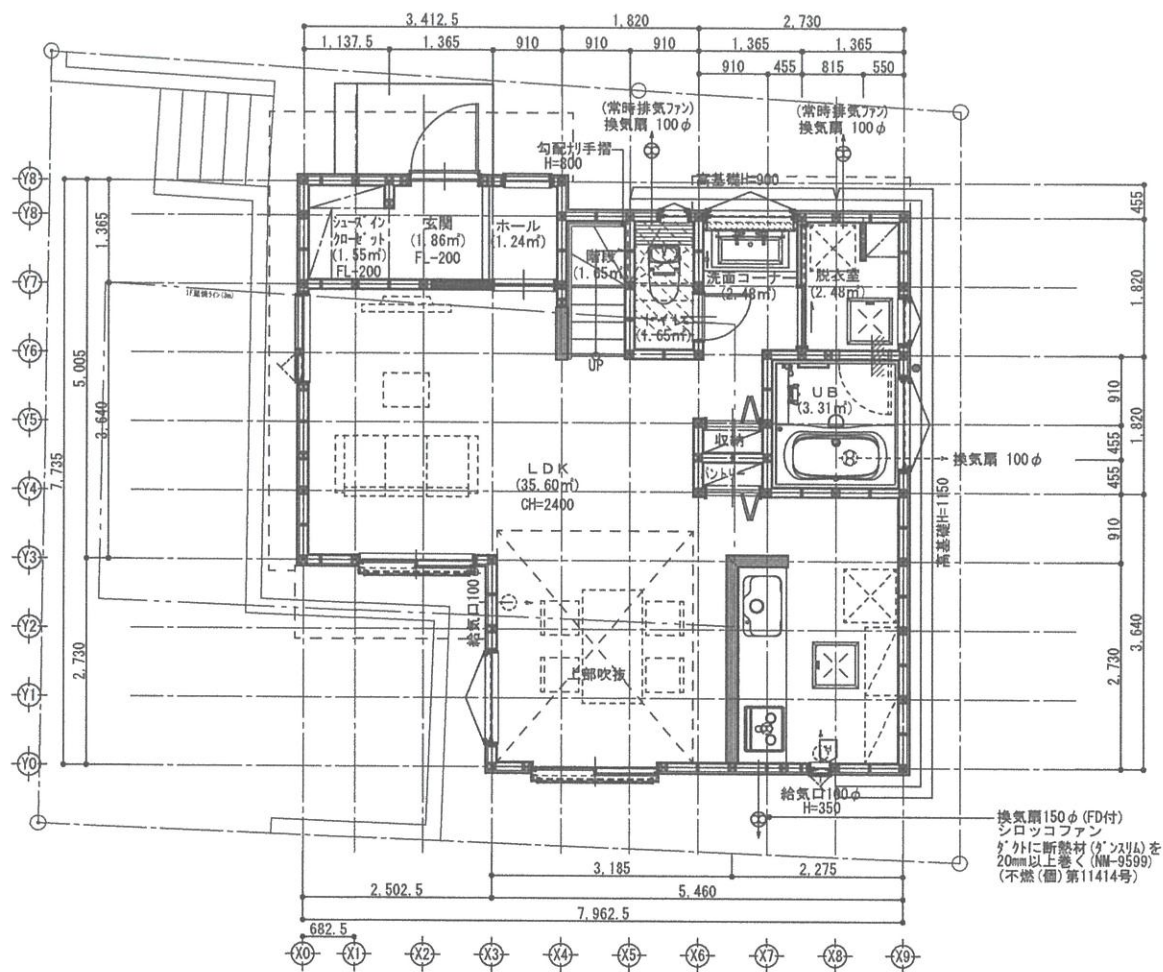 3,412.5
1,820
2,730
1,137.5
1,365
910
910
910
1,365
1,365
910
455
815
550
(常時排気ファン)
換気扇 100φ
(常時排気ファン)
換気扇 100φ
勾配ナリ手摺
H=800
高基礎H=900
Y8
Y8
Y7
Y6
Y5
Y4
Y3
Y2
Y1
Y0
7,735
1,365
5,005
3,640
2,730
シューズイン
クローゼット
(1.55㎡)
FL-200
玄関
(1.86㎡)
FL-200
ホール
(1.24㎡)
階段
(1.65㎡)
トイレ
(1.65㎡)
洗面コーナー
(2.48㎡)
脱衣室
(2.48㎡)
UP
UB
(3.31㎡)
収納
パントリー
LDK
(35.60㎡)
CH=2400
換気扇 100φ
高基礎H=1150
給気口100φ
上部吹抜
給気口100φ
H=350
換気扇150φ(FD付)
シロッコファン
ダクトに断熱材(ダンスリム)を
20mm以上巻く(NM-9599)
(不燃(個)第11414号)
455
1,820
910
1,820
455
455
910
3,640
2,730
3,185
2,275
2,502.5
5,460
7,962.5
682.5
X0
X1
X2
X3
X4
X5
X6
X7
X8
X9